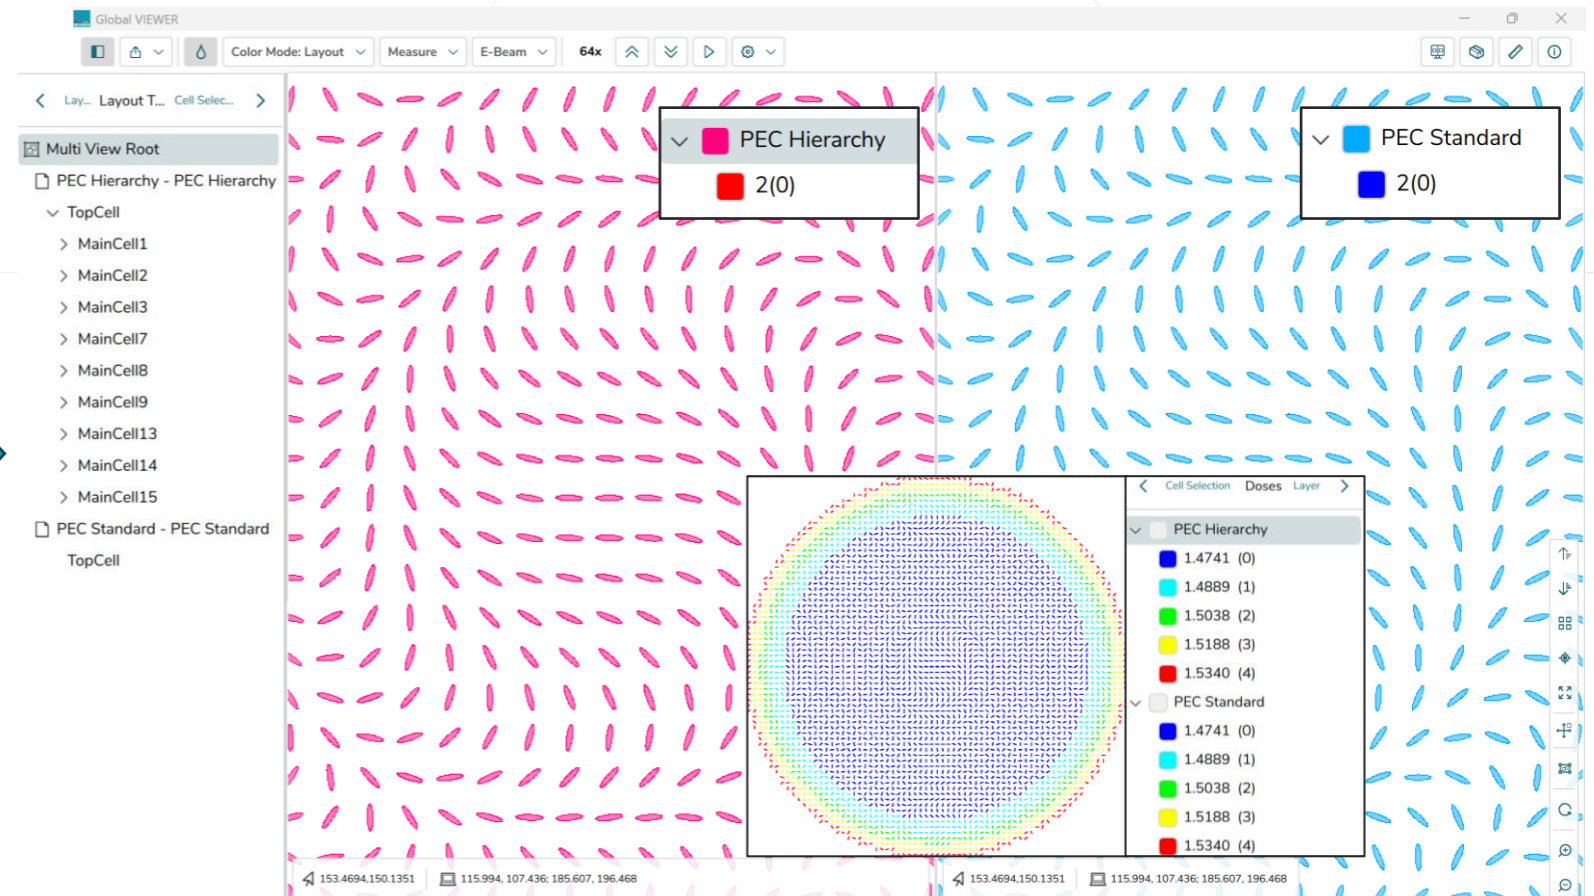 Global VIEWER
Color Mode: Layout
Measure
E-Beam
64x
Lay...
Layout T...
Cell Selec...
Multi View Root
PEC Hierarchy - PEC Hierarchy
TopCell
MainCell1
MainCell2
MainCell3
MainCell7
MainCell8
MainCell9
MainCell13
MainCell14
MainCell15
PEC Standard - PEC Standard
TopCell
PEC Hierarchy
2(0)
PEC Standard
2(0)
Cell Selection
Doses
Layer
PEC Hierarchy
1.4741 (0)
1.4889 (1)
1.5038 (2)
1.5188 (3)
1.5340 (4)
PEC Standard
1.4741 (0)
1.4889 (1)
1.5038 (2)
1.5188 (3)
1.5340 (4)
153.4694,150.1351
115.994, 107.436; 185.607, 196.468
153.4694,150.1351
115.994, 107.436; 185.607, 196.468